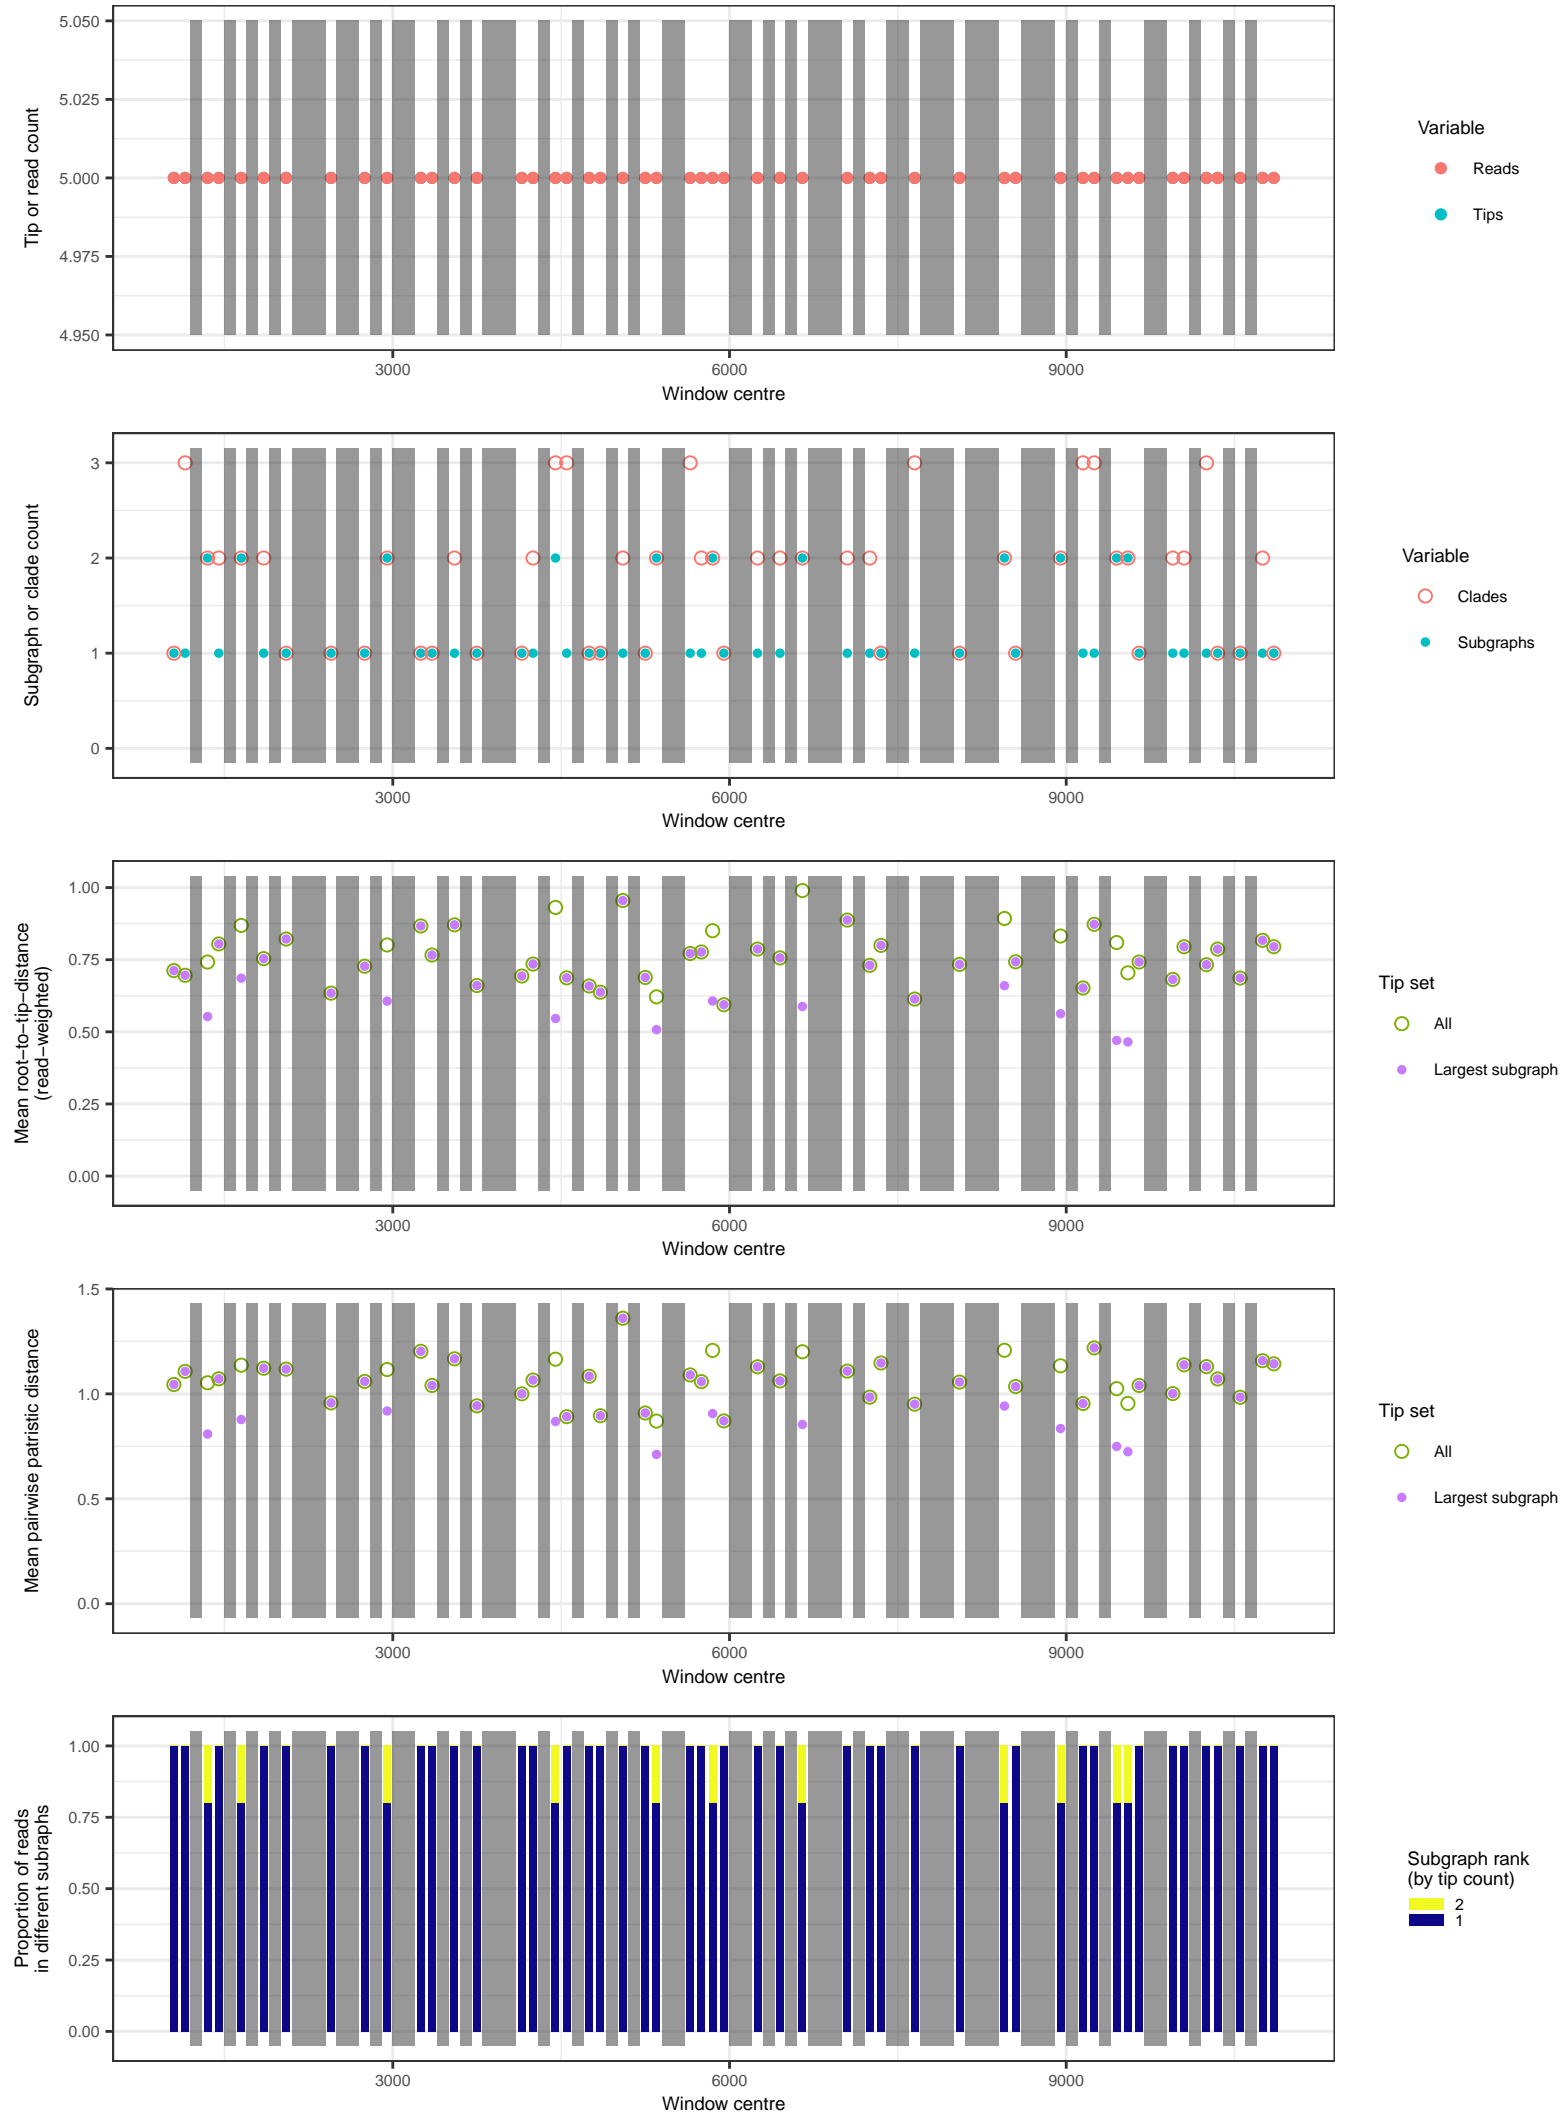 5.050
5.025
5.000
4.975
4.950
Tip or read count
3000 6000 9000
Window centre
Variable
Reads
Tips
3
2
1
0
Subgraph or clade count
3000 6000 9000
Window centre
Variable
Clades
Subgraphs
1.00
0.75
0.50
0.25
0.00
Mean root−to−tip−distance
(read−weighted)
3000 6000 9000
Window centre
Tip set
All
Largest subgraph
1.5
1.0
0.5
0.0
Mean pairwise patristic distance
3000 6000 9000
Window centre
Tip set
All
Largest subgraph
1.00
0.75
0.50
0.25
0.00
Proportion of reads
in different subraphs
3000 6000 9000
Window centre
Subgraph rank
(by tip count)
2
1